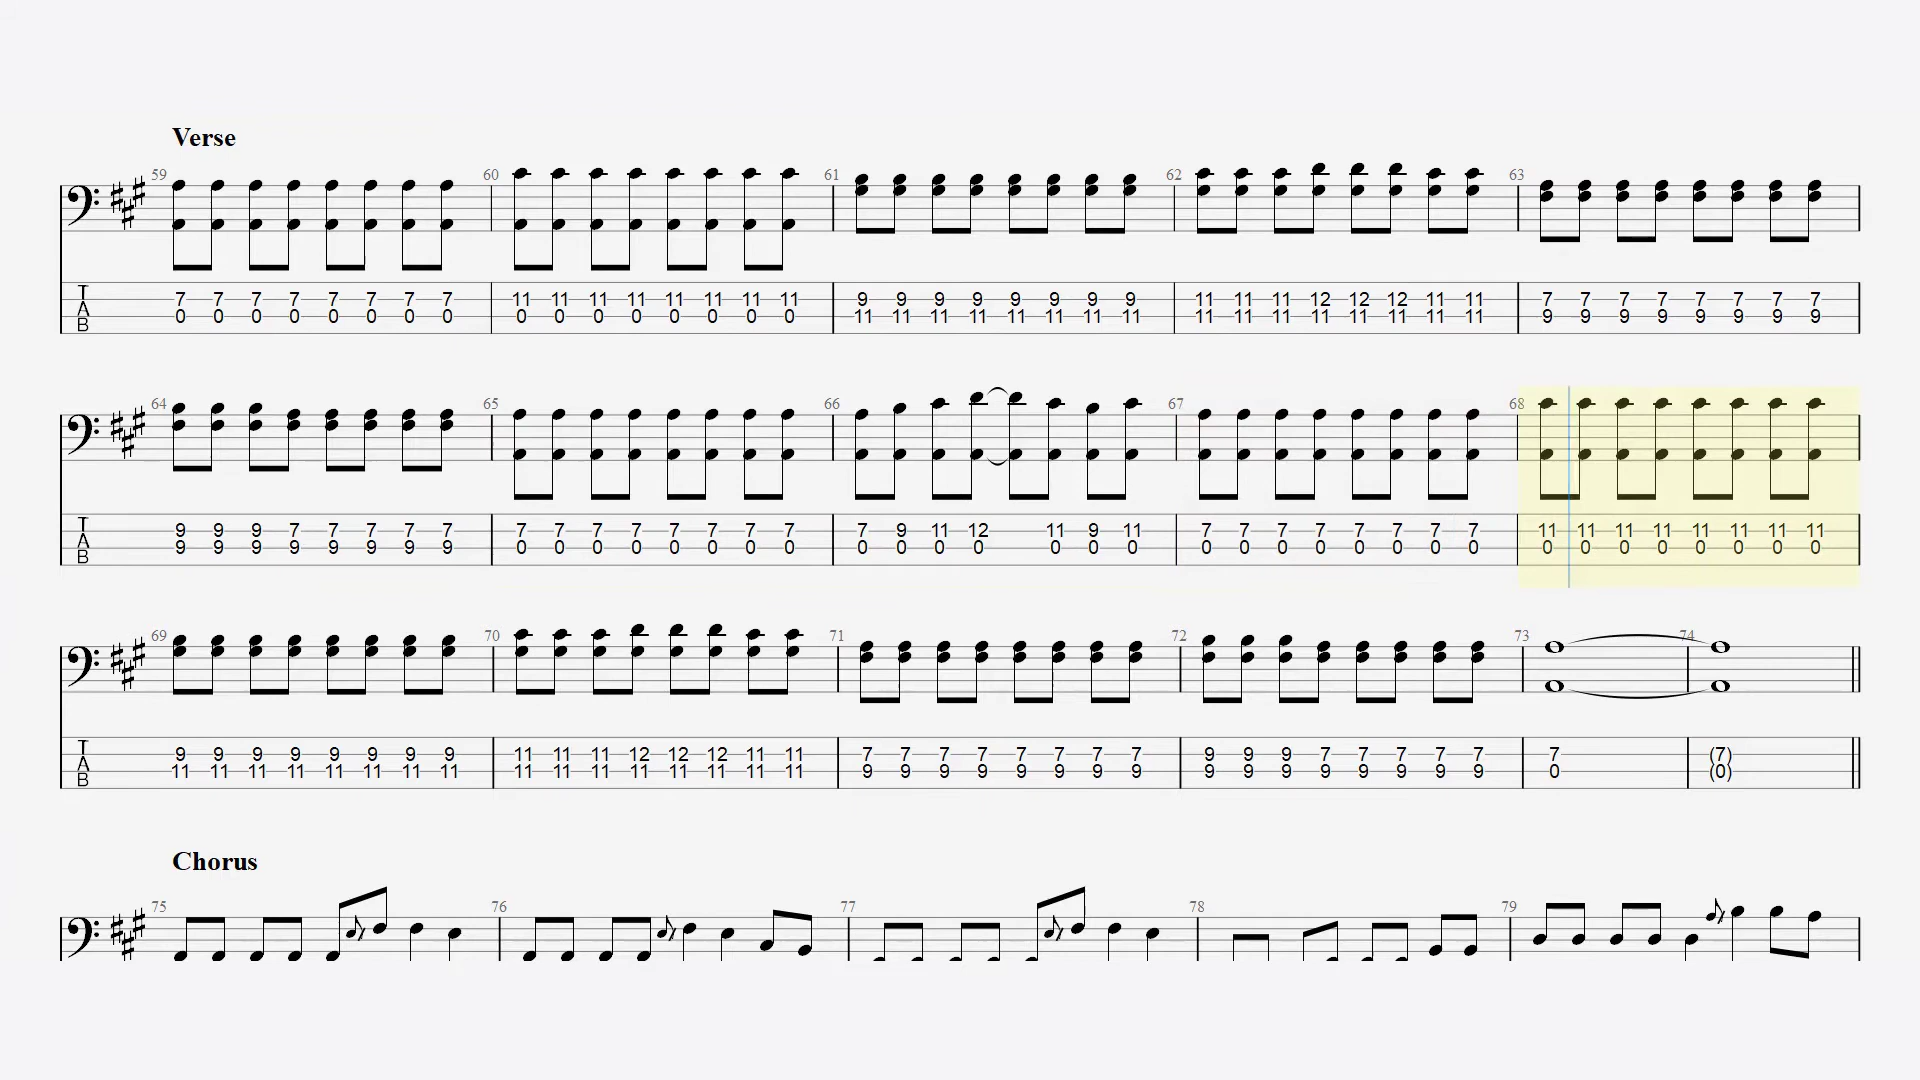 Verse
59 60 61 62 63
T 7 7 7 7 7 7 7 7 11 11 11 11 11 11 11 11 9 9 9 9 9 9 9 9 11 11 11 12 12 12 11 11 7 7 7 7 7 7 7 7
A 0 0 0 0 0 0 0 0 0 0 0 0 0 0 0 0 11 11 11 11 11 11 11 11 11 11 11 11 11 11 11 11 9 9 9 9 9 9 9 9
B
64 65 66 67 68
T 9 9 9 7 7 7 7 7 7 7 7 7 7 7 7 7 7 9 11 12 11 9 11 7 7 7 7 7 7 7 7 11 11 11 11 11 11 11 11
A 9 9 9 9 9 9 9 9 0 0 0 0 0 0 0 0 0 0 0 0 0 0 0 0 0 0 0 0 0 0 0 0 0 0 0 0 0 0 0
B
69 70 71 72 73 74
T 9 9 9 9 9 9 9 9 11 11 11 12 12 12 11 11 7 7 7 7 7 7 7 7 9 9 9 7 7 7 7 7 7 (7)
A 11 11 11 11 11 11 11 11 11 11 11 11 11 11 11 11 9 9 9 9 9 9 9 9 9 9 9 9 9 9 9 9 0 (0)
B
Chorus
75 76 77 78 79